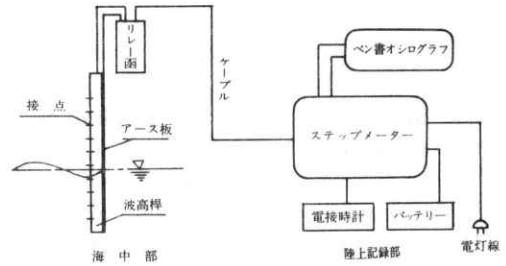 リレー函
ペン書オシログラフ
ケーブル
接点
アース板
ステップメーター
波高桿
電接時計
バッテリー
電灯線
海中部
陸上記録部